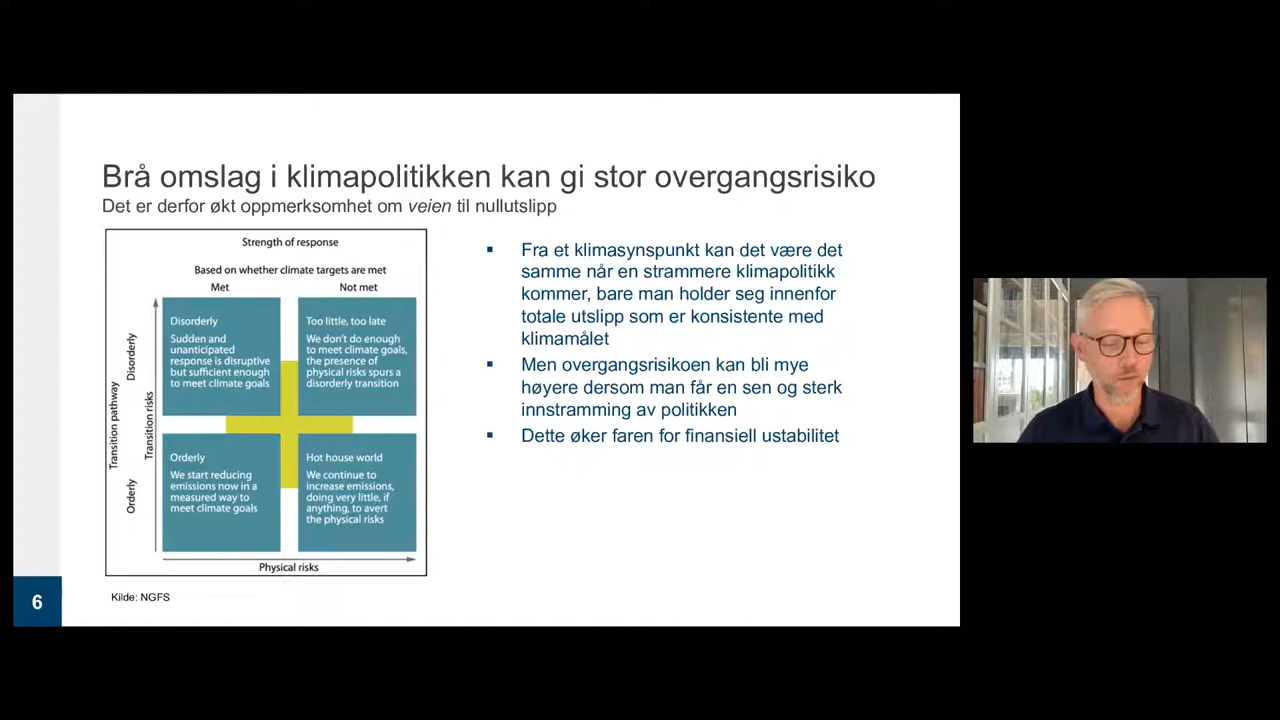 Brå omslag i klimapolitikken kan gi stor overgangsrisiko
Det er derfor økt oppmerksomhet om veien til nullutslipp
Strength of response
Based on whether climate targets are met
Met
Not met
Transition pathway
Disorderly
Orderly
Transition risks
Disorderly
Sudden and
unanticipated
response is disruptive
but sufficient enough
to meet climate goals
Too little, too late
We don't do enough
to meet climate goals,
the presence of
physical risks spurs a
disorderly transition
Orderly
We start reducing
emissions now in a
measured way to
meet climate goals
Hot house world
We continue to
increase emissions,
doing very little, if
anything, to avert
the physical risks
Physical risks
Kilde: NGFS
▪ Fra et klimasynspunkt kan det være det
samme når en strammere klimapolitikk
kommer, bare man holder seg innenfor
totale utslipp som er konsistente med
klimamålet
▪ Men overgangsrisikoen kan bli mye
høyere dersom man får en sen og sterk
innstramming av politikken
▪ Dette øker faren for finansiell ustabilitet
6